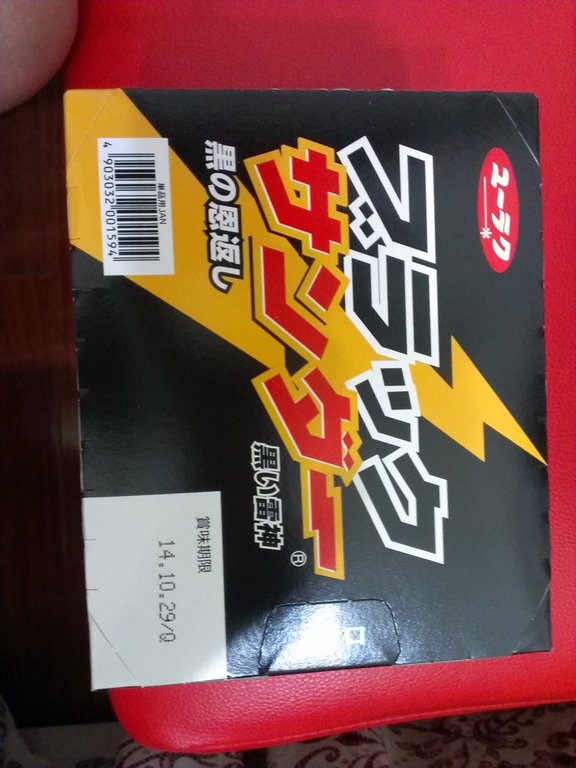 ユーラク
ブラック
サンダー
黒い雷神®
黒の恩返し
単品用JAN
4 903032 001594
賞味期限
14.10.29/Q